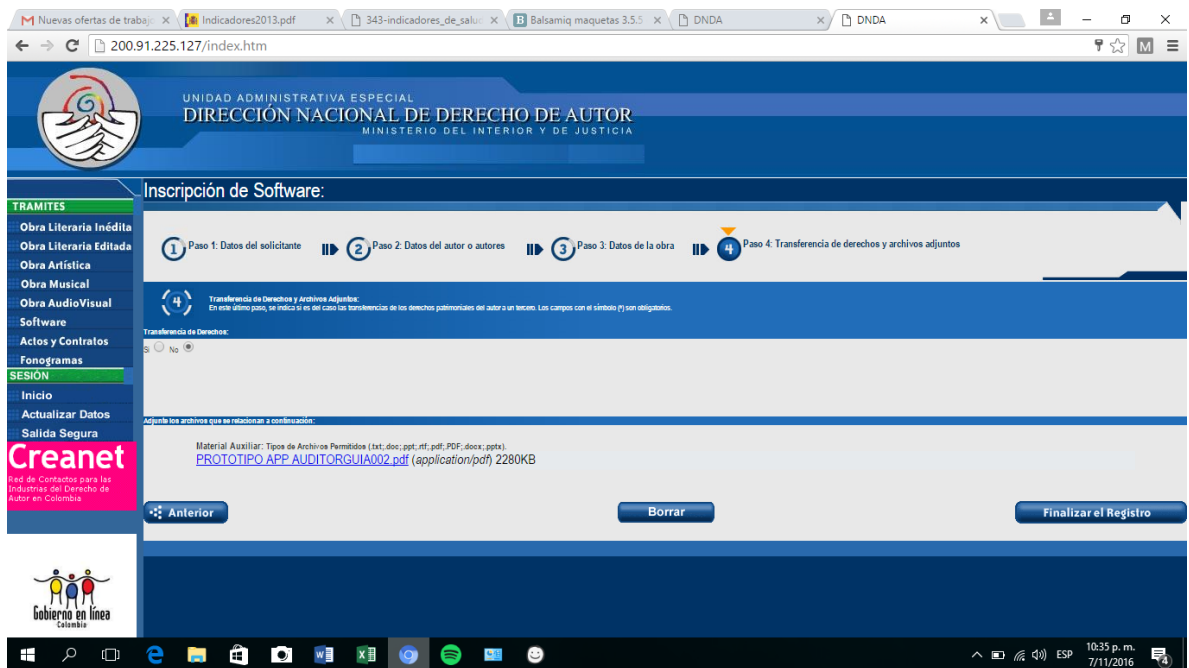 Nuevas ofertas de trabajo
Indicadores2013.pdf
343-indicadores_de_salud
Balsamiq maquetas 3.5.5
DNDA
DNDA
200.91.225.127/index.htm
UNIDAD ADMINISTRATIVA ESPECIAL
DIRECCIÓN NACIONAL DE DERECHO DE AUTOR
MINISTERIO DEL INTERIOR Y DE JUSTICIA
Inscripción de Software:
TRAMITES
Obra Literaria Inédita
Obra Literaria Editada
Obra Artística
Obra Musical
Obra AudioVisual
Software
Actos y Contratos
Fonogramas
SESIÓN
Inicio
Actualizar Datos
Salida Segura
Creanet
Red de Contactos para las
Industrias del Derecho de
Autor en Colombia
1 Paso 1: Datos del solicitante
2 Paso 2: Datos del autor o autores
3 Paso 3: Datos de la obra
4 Paso 4: Transferencia de derechos y archivos adjuntos
4
Transferencia de Derechos y Archivos Adjuntos:
En este último paso, se indica si es del caso las transferencias de los derechos patrimoniales del autor a un tercero. Los campos con el símbolo (*) son obligatorios.
Transferencia de Derechos:
Si No
Adjunte los archivos que se relacionan a continuación:
Material Auxiliar: Tipos de Archivos Permitidos (.txt;.doc;.ppt;.rtf;.pdf;.PDF;.docx;.pptx).
PROTOTIPO APP AUDITORGUIA002.pdf (application/pdf) 2280KB
Anterior
Borrar
Finalizar el Registro
Gobierno en línea
Colombia
ESP
10:35 p. m.
7/11/2016
4